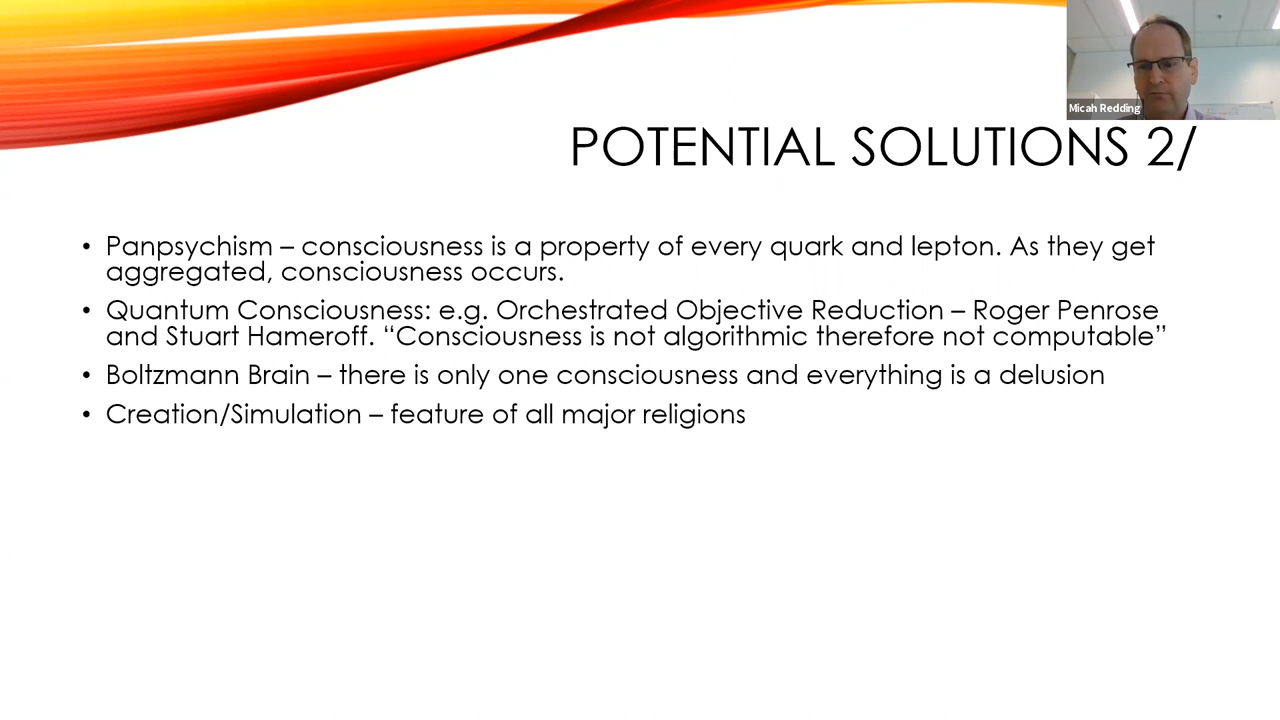 Micah Redding
POTENTIAL SOLUTIONS 2/
• Panpsychism – consciousness is a property of every quark and lepton. As they get
aggregated, consciousness occurs.
• Quantum Consciousness: e.g. Orchestrated Objective Reduction – Roger Penrose
and Stuart Hameroff. “Consciousness is not algorithmic therefore not computable”
• Boltzmann Brain – there is only one consciousness and everything is a delusion
• Creation/Simulation – feature of all major religions